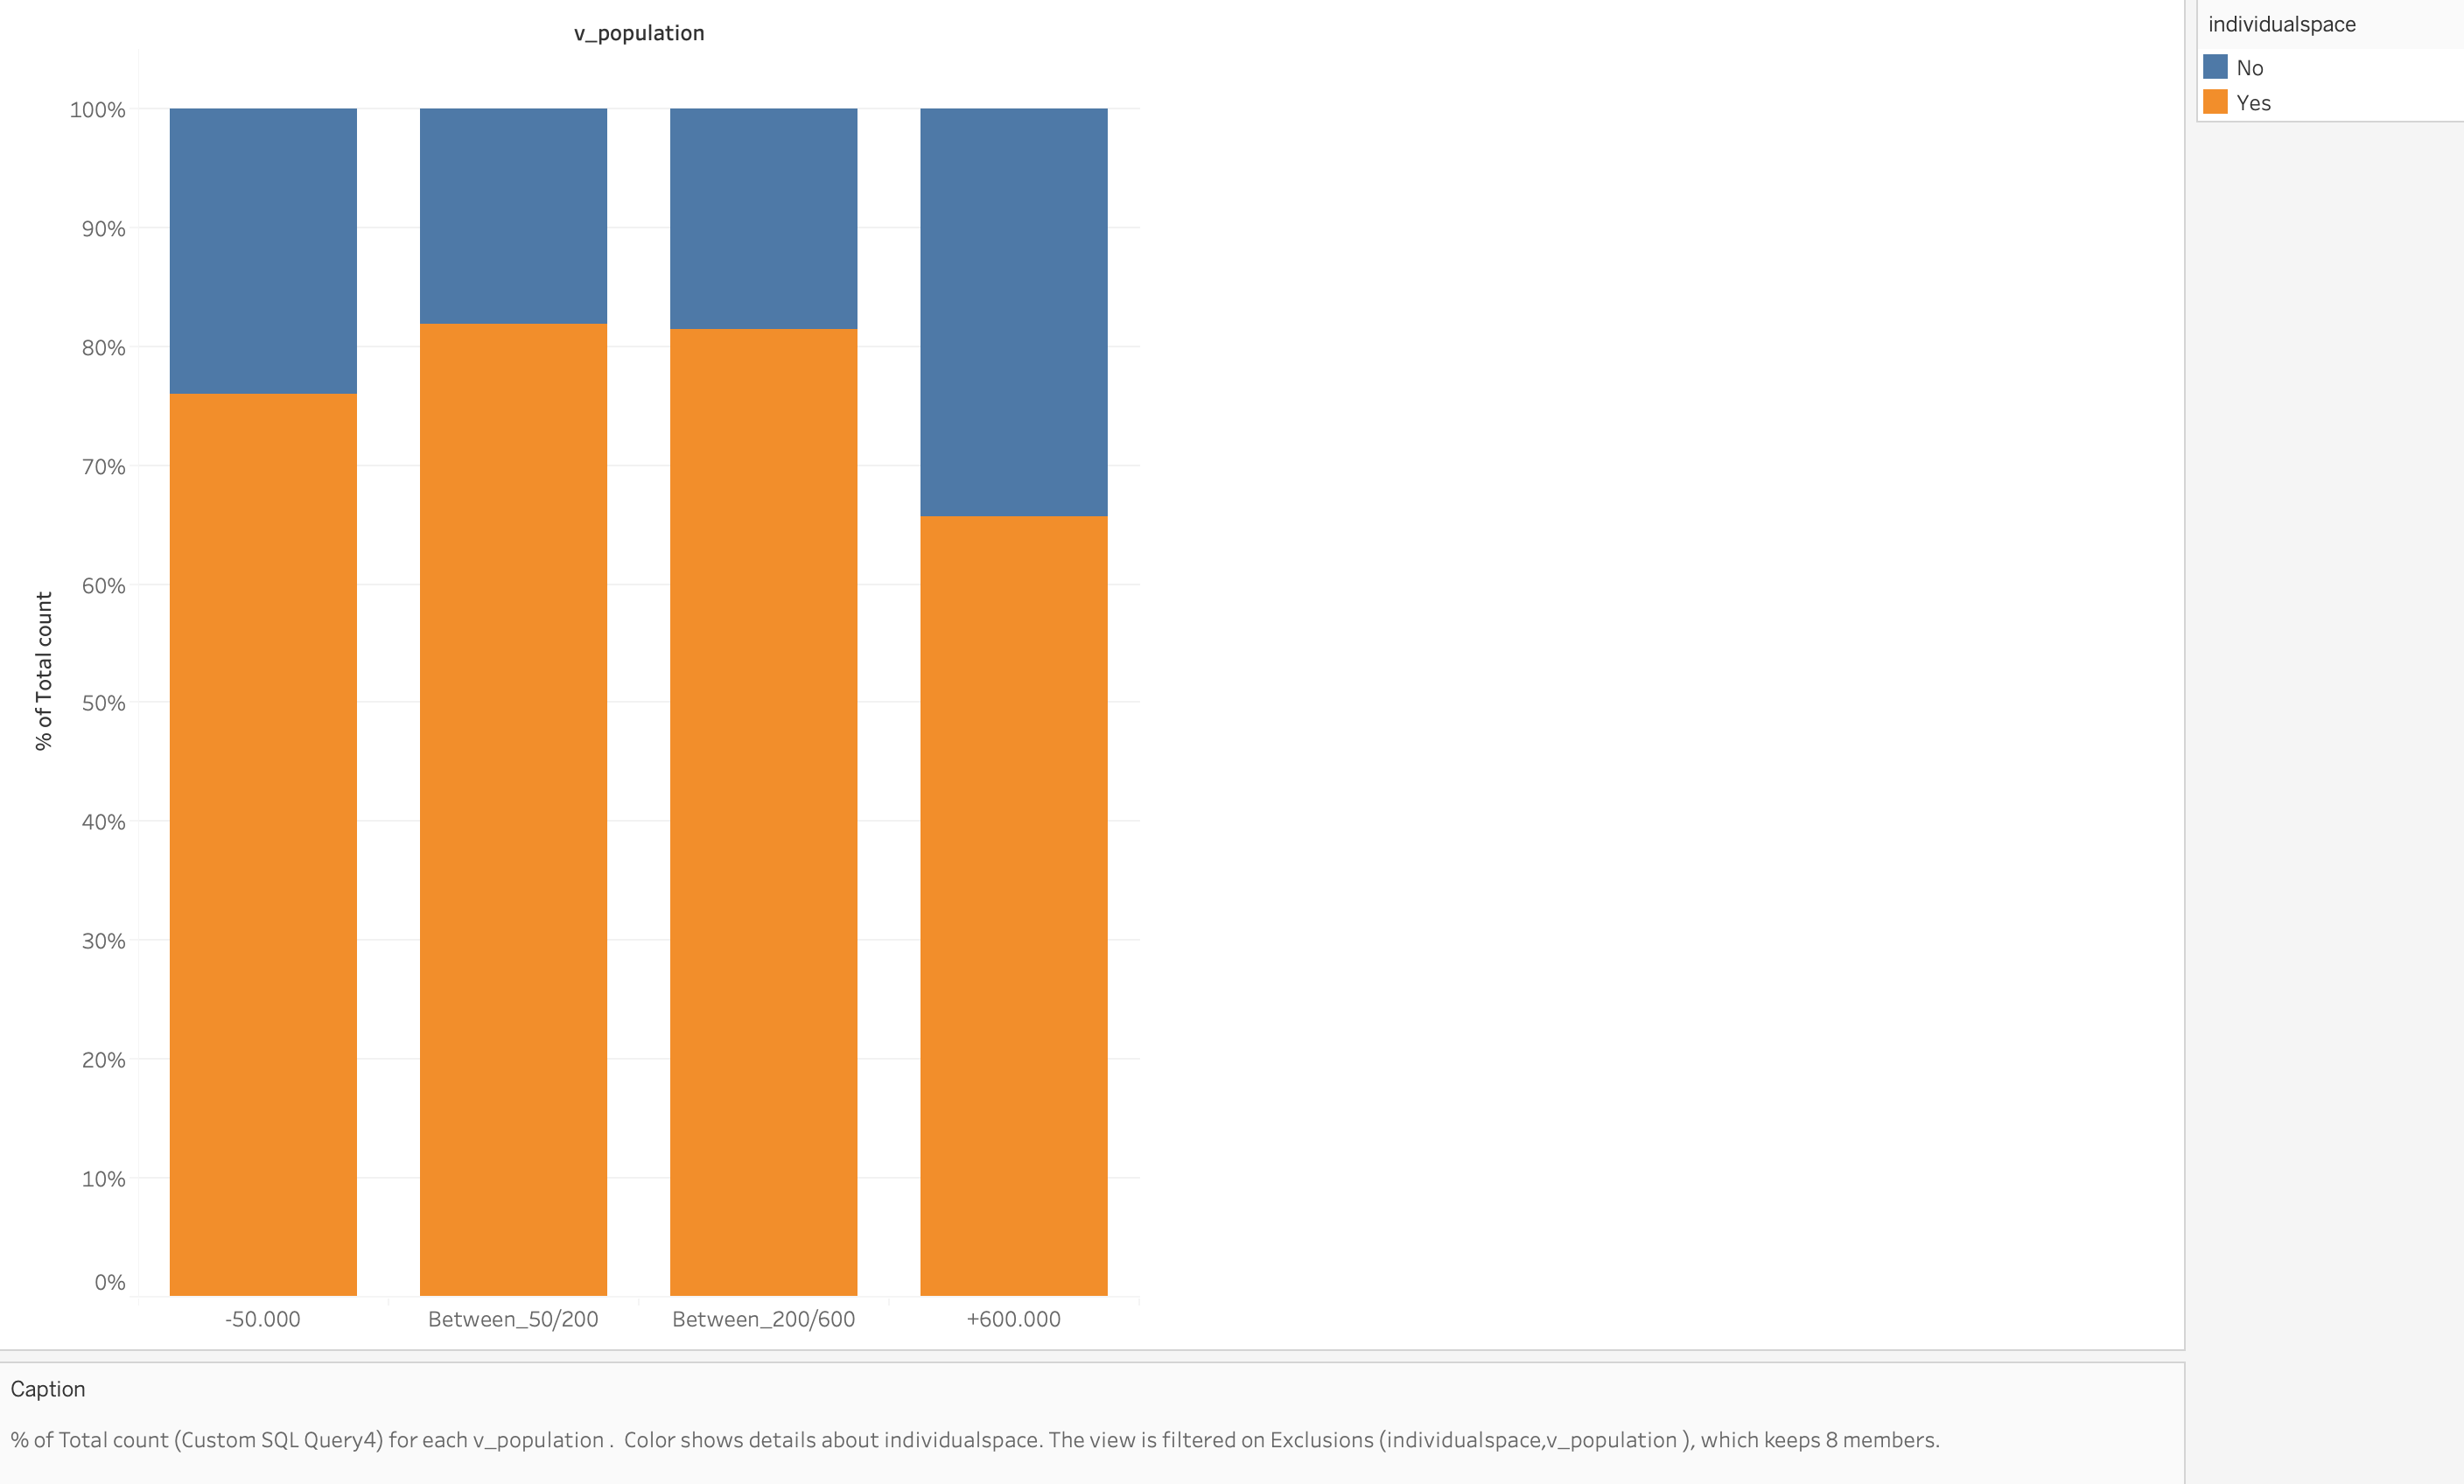 v_population
individualspace
No
Yes
100%
90%
80%
70%
60%
50%
40%
30%
20%
10%
0%
% of Total count
-50.000
Between_50/200
Between_200/600
+600.000
Caption
% of Total count (Custom SQL Query4) for each v_population .  Color shows details about individualspace. The view is filtered on Exclusions (individualspace,v_population ), which keeps 8 members.